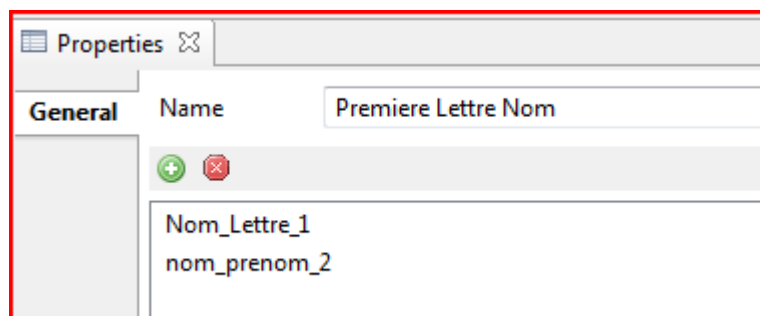 Properties
General
Name
Premiere Lettre Nom
Nom_Lettre_1
nom_prenom_2